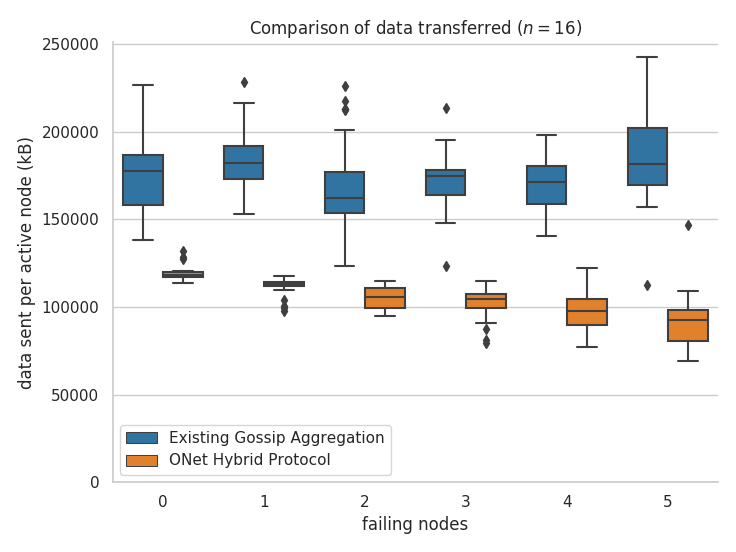 Comparison of data transferred (n = 16)
250000
200000
150000
100000
50000
0
data sent per active node (kB)
Existing Gossip Aggregation
ONet Hybrid Protocol
0 1 2 3 4 5
failing nodes